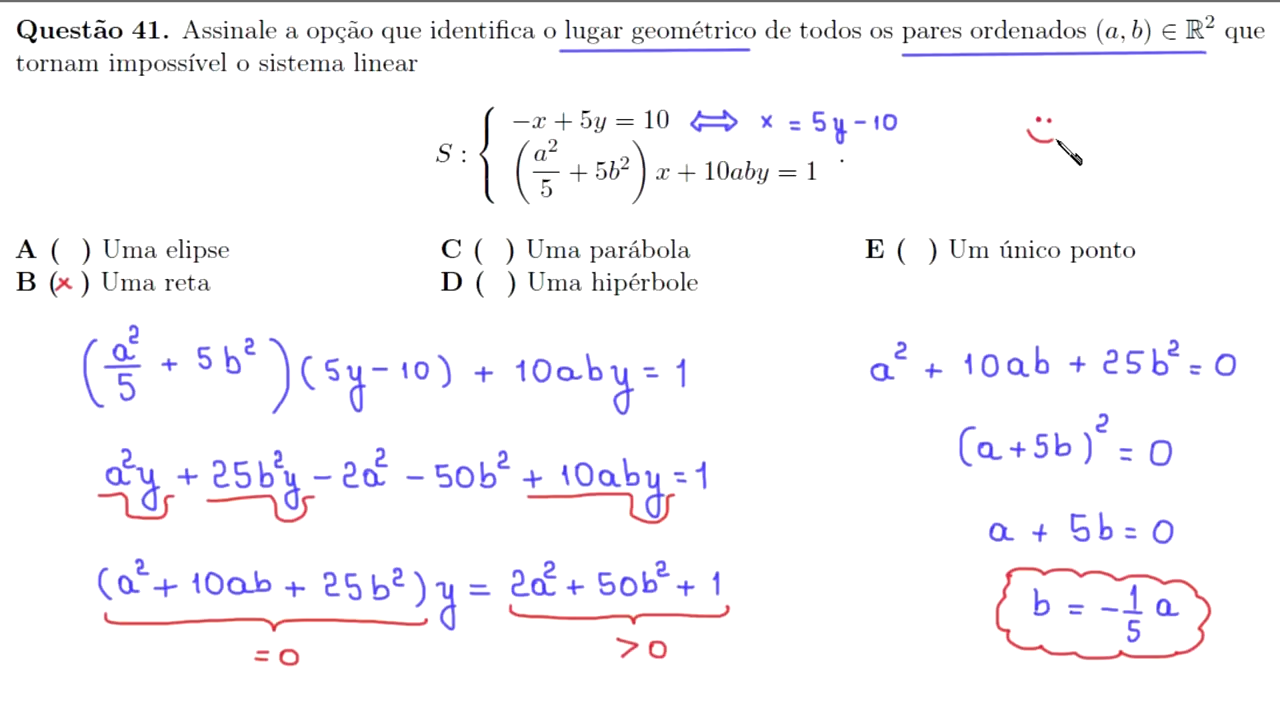 Questão 41. Assinale a opção que identifica o lugar geométrico de todos os pares ordenados (a, b) ∈ ℝ² que
tornam impossível o sistema linear
S : { −x + 5y = 10 ⟺ x = 5y − 10
(a²/5 + 5b²) x + 10aby = 1 .
A ( ) Uma elipse
B (x) Uma reta
C ( ) Uma parábola
D ( ) Uma hipérbole
E ( ) Um único ponto
(a²/5 + 5b²)(5y − 10) + 10aby = 1
a²y + 25b²y − 2a² − 50b² + 10aby = 1
(a² + 10ab + 25b²) y = 2a² + 50b² + 1
= 0 > 0
a² + 10ab + 25b² = 0
(a + 5b)² = 0
a + 5b = 0
b = −1/5 a